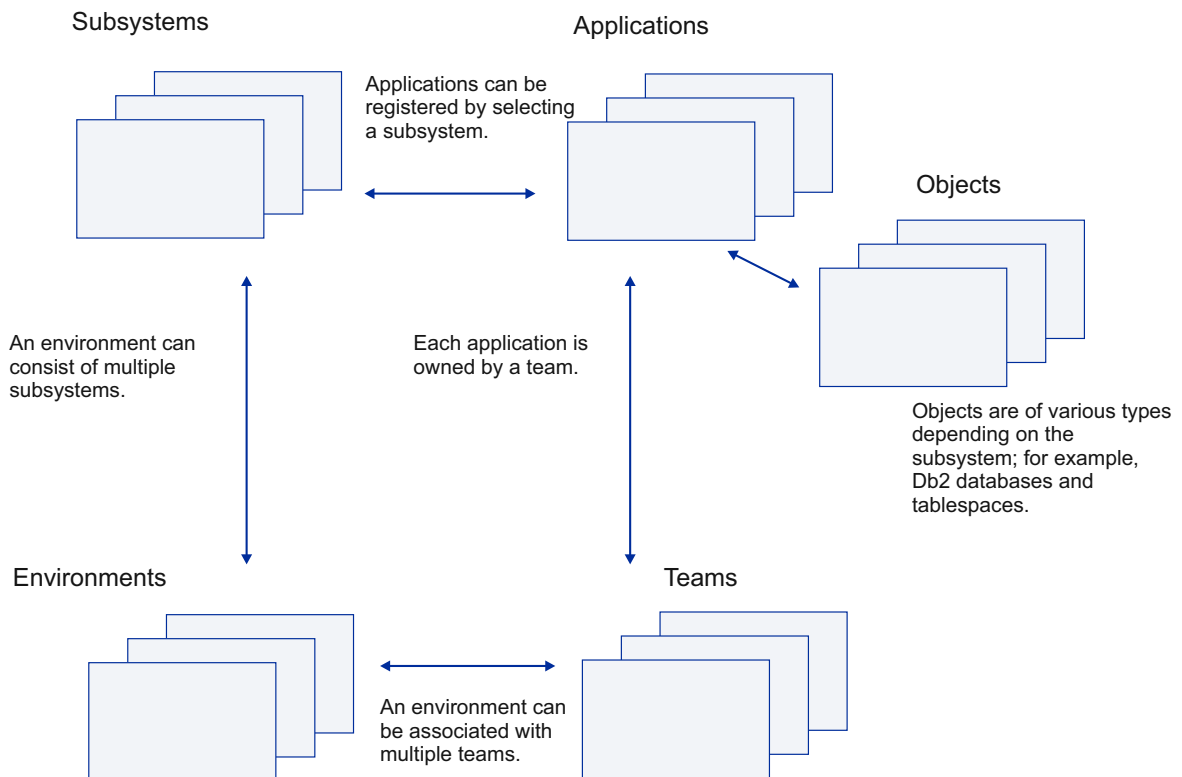 Subsystems
Applications
Applications can be
registered by selecting
a subsystem.
Objects
An environment can
consist of multiple
subsystems.
Each application is
owned by a team.
Objects are of various types
depending on the
subsystem; for example,
Db2 databases and
tablespaces.
Environments
Teams
An environment can
be associated with
multiple teams.